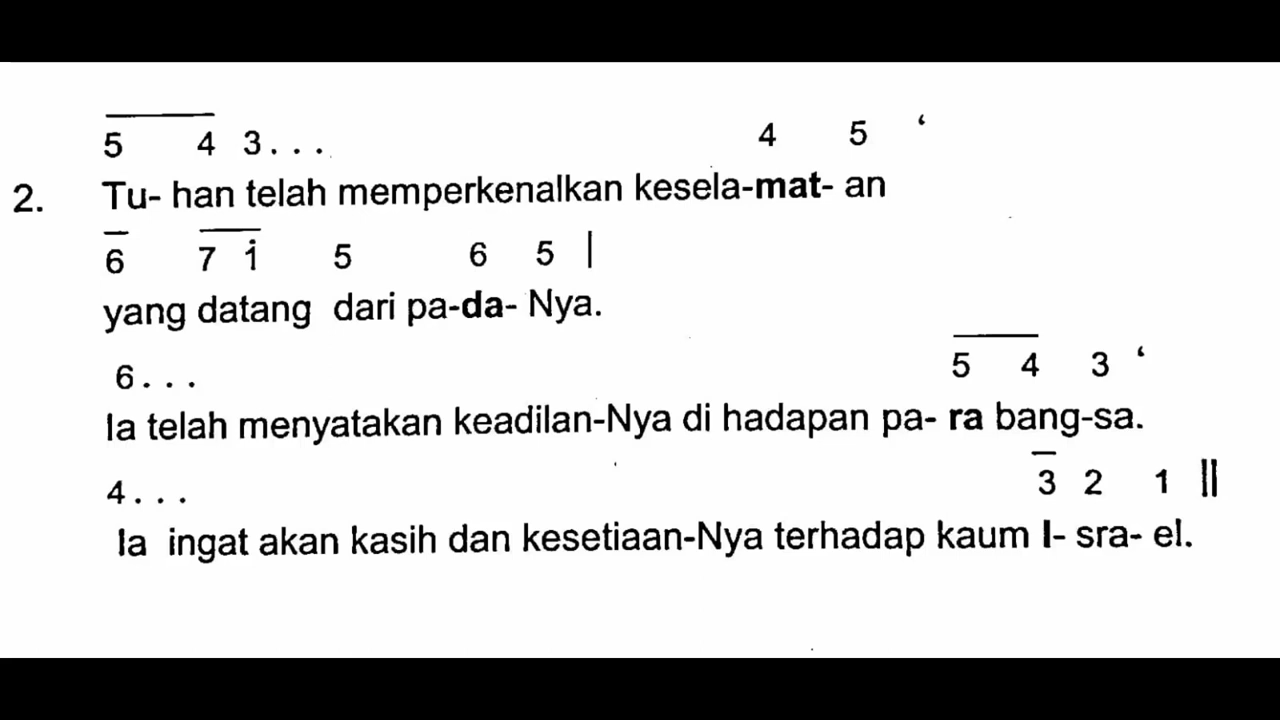 5 4 3 . . . 4 5 ‘
2. Tu- han telah memperkenalkan kesela-mat- an
6 7 i 5 6 5 |
yang datang dari pa-da- Nya.
6 . . . 5 4 3 ‘
Ia telah menyatakan keadilan-Nya di hadapan pa- ra bang-sa.
4 . . . 3 2 1 ||
Ia ingat akan kasih dan kesetiaan-Nya terhadap kaum I- sra- el.